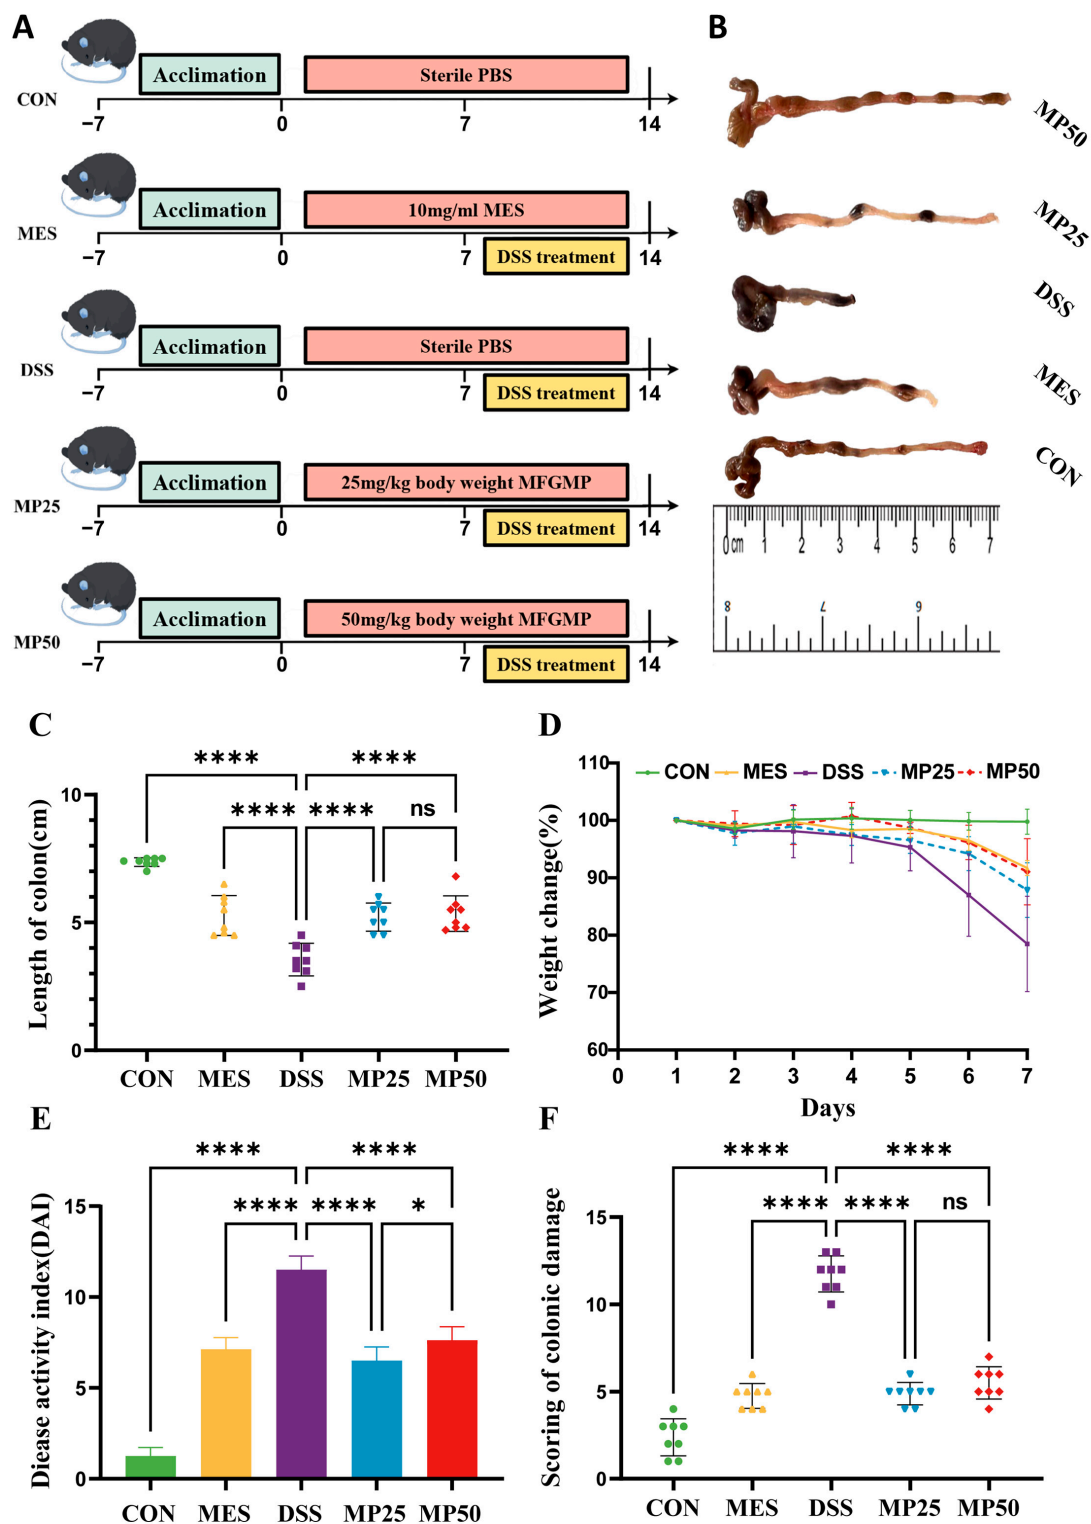 A
Acclimation
Sterile PBS
CON
−7
0
7
14
Acclimation
10mg/ml MES
MES
−7
0
7
14
DSS treatment
Acclimation
Sterile PBS
DSS
−7
0
7
14
DSS treatment
Acclimation
25mg/kg body weight MFGMP
MP25
−7
0
7
14
DSS treatment
Acclimation
50mg/kg body weight MFGMP
MP50
−7
0
7
14
DSS treatment
B
MP50
MP25
DSS
MES
CON
0 cm 1 2 3 4 5 6 7
8 7 6
C
**** ****
**** **** ns
Length of colon(cm)
10
5
0
CON MES DSS MP25 MP50
D
CON MES DSS MP25 MP50
Weight change(%)
110
100
90
80
70
60
0 1 2 3 4 5 6 7
Days
E
**** ****
**** **** *
Diease activity index(DAI)
15
10
5
0
CON MES DSS MP25 MP50
F
**** ****
**** **** ns
Scoring of colonic damage
15
10
5
0
CON MES DSS MP25 MP50